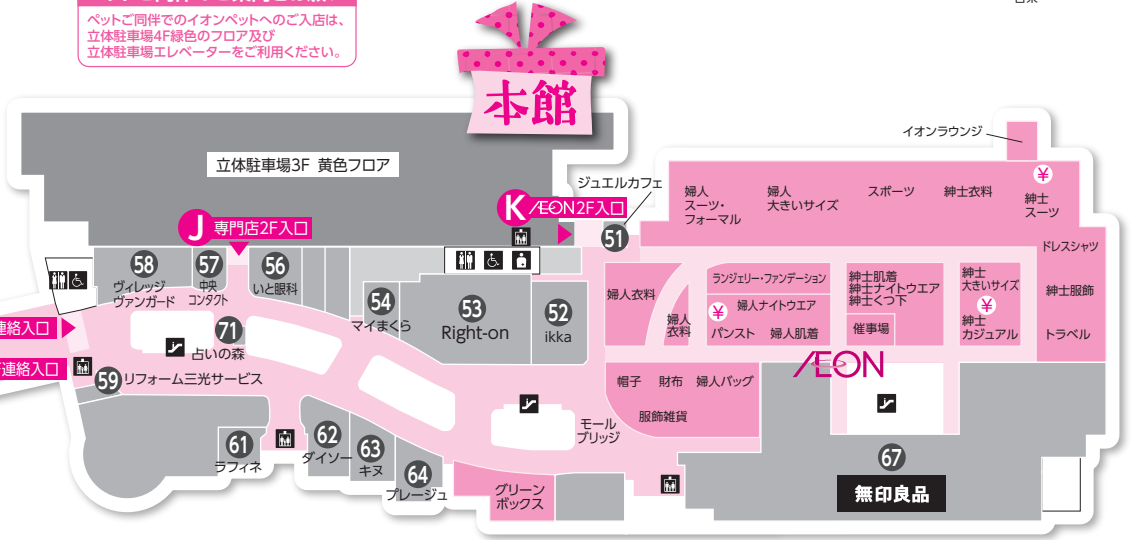 ペットご同伴でのイオンペットへのご入店は、
立体駐車場4F緑色のフロア及び
立体駐車場エレベーターをご利用ください。
本館
イオンラウンジ
立体駐車場3F 黄色フロア
ジュエルカフェ
K ÆON2F入口
J 専門店2F入口
51
婦人
スーツ・
フォーマル
婦人
大きいサイズ
スポーツ
紳士衣料
¥
紳士
スーツ
ドレスシャツ
紳士服飾
トラベル
58
ヴィレッジ
ヴァンガード
57
中央
コンタクト
56
いと眼科
54
マイまくら
53
Right-on
52
ikka
婦人衣料
婦人
衣料
ランジェリー・ファンデーション
¥
婦人ナイトウエア
パンスト
婦人肌着
紳士肌着
紳士ナイトウエア
紳士くつ下
催事場
紳士
大きいサイズ
¥
紳士
カジュアル
連絡入口
連絡入口
71
占いの森
59 リフォーム三光サービス
ÆON
帽子 財布 婦人バッグ
服飾雑貨
モール
ブリッジ
61
ラフィネ
62
ダイソー
63
キヌ
64
プレージュ
グリーン
ボックス
67
無印良品